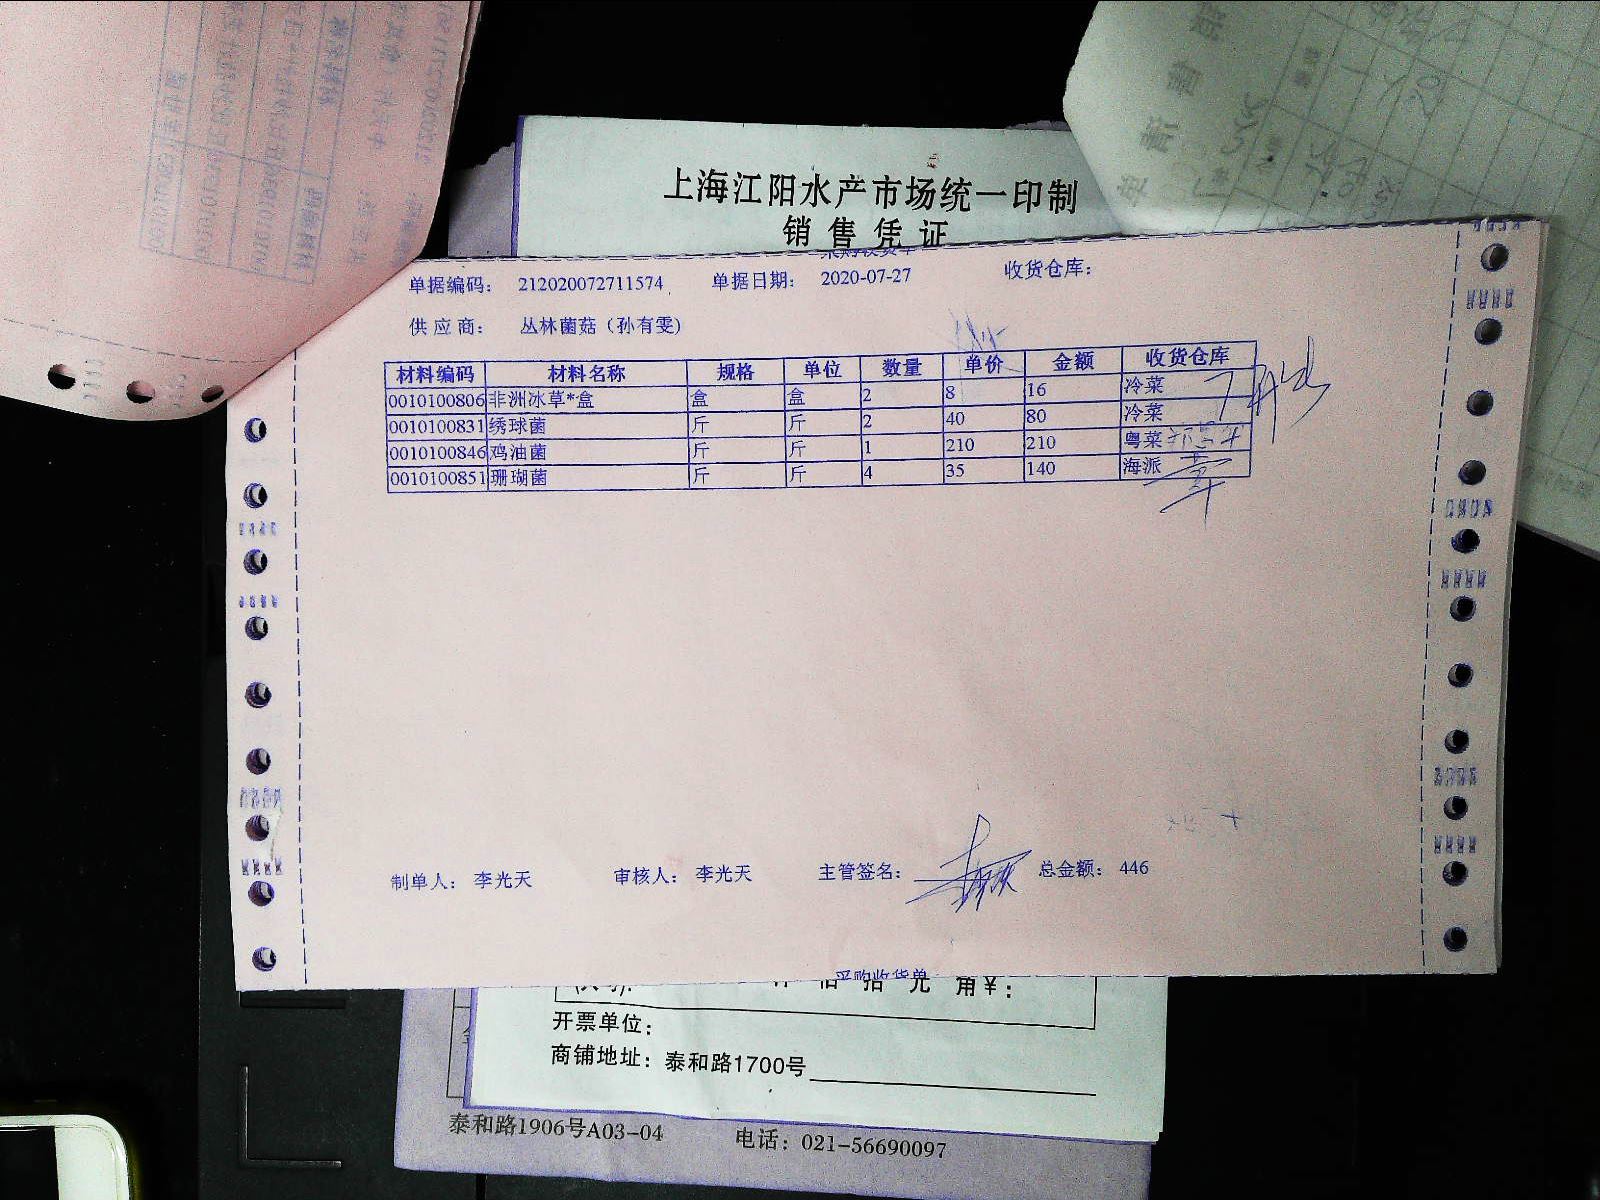 上海江阳水产市场统一印制
销售凭证
单据编码： 212020072711574 单据日期： 2020-07-27 收货仓库：
供应商： 丛林菌菇（孙有雯）
材料编码 材料名称 规格 单位 数量 单价 金额 收货仓库
0010100806 非洲冰草*盒 盒 盒 2 8 16 冷菜
0010100831 绣球菌 斤 斤 2 40 80 冷菜
0010100846 鸡油菌 斤 斤 1 210 210 粤菜
0010100851 珊瑚菌 斤 斤 4 35 140 海派
制单人： 李光天 审核人： 李光天 主管签名： 总金额： 446
采购收货单
拾 元 角￥：
开票单位：
商铺地址：泰和路1700号
泰和路1906号A03-04 电话：021-56690097